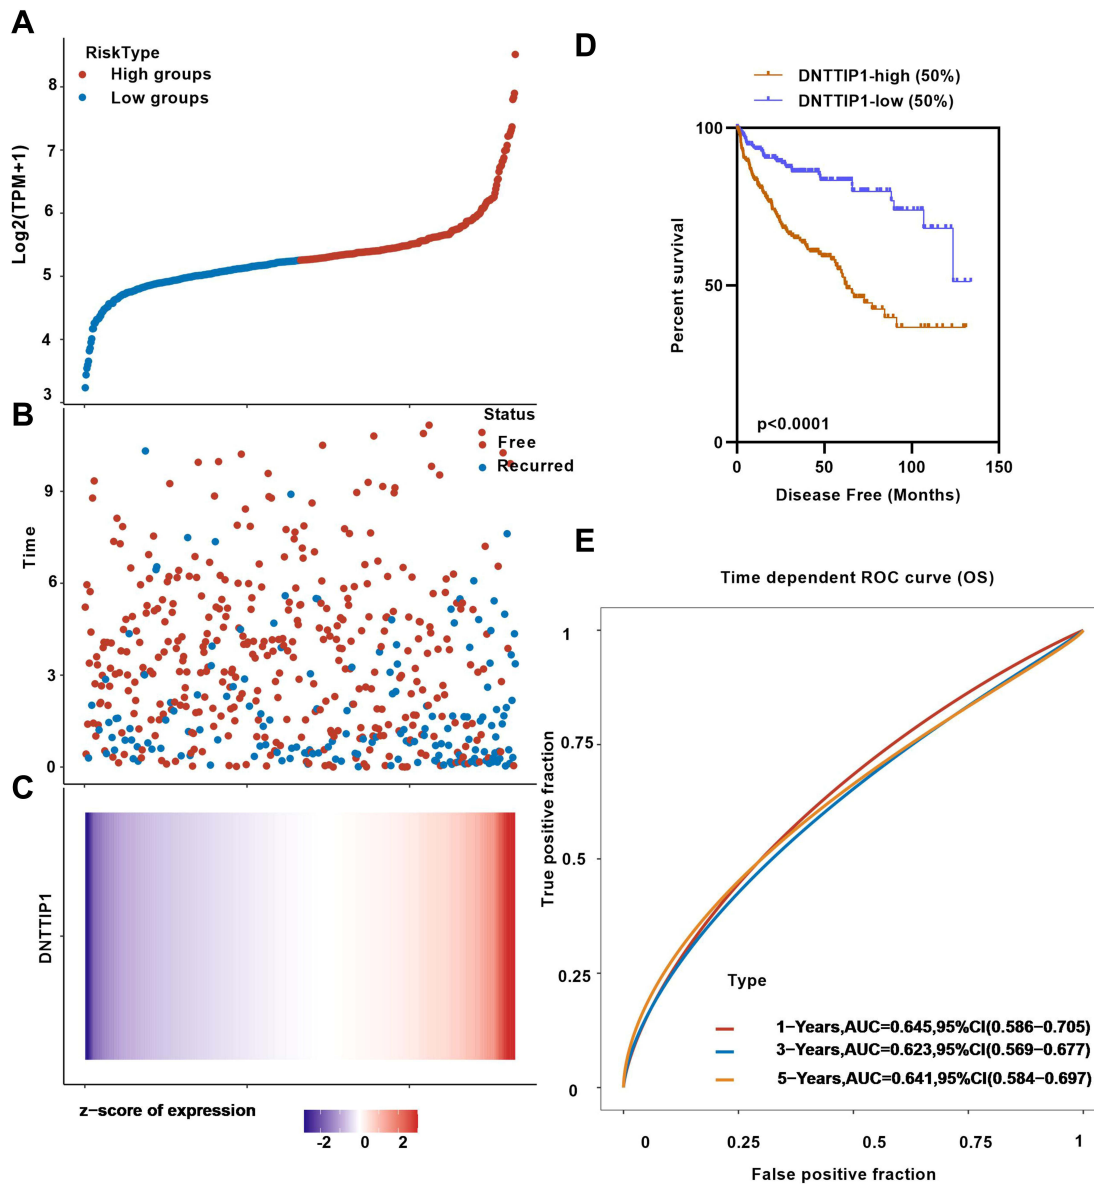 A
RiskType
High groups
Low groups
Log2(TPM+1)
8
7
6
5
4
3
B
Status
Free
Recurred
Time
9
6
3
0
C
DNTTIP1
z−score of expression
-2 0 2
D
DNTTIP1-high (50%)
DNTTIP1-low (50%)
Percent survival
100
50
0
p<0.0001
0 50 100 150
Disease Free (Months)
E
Time dependent ROC curve (OS)
True positive fraction
1
0.75
0.5
0.25
0
Type
1−Years,AUC=0.645,95%CI(0.586−0.705)
3−Years,AUC=0.623,95%CI(0.569−0.677)
5−Years,AUC=0.641,95%CI(0.584−0.697)
0 0.25 0.5 0.75 1
False positive fraction